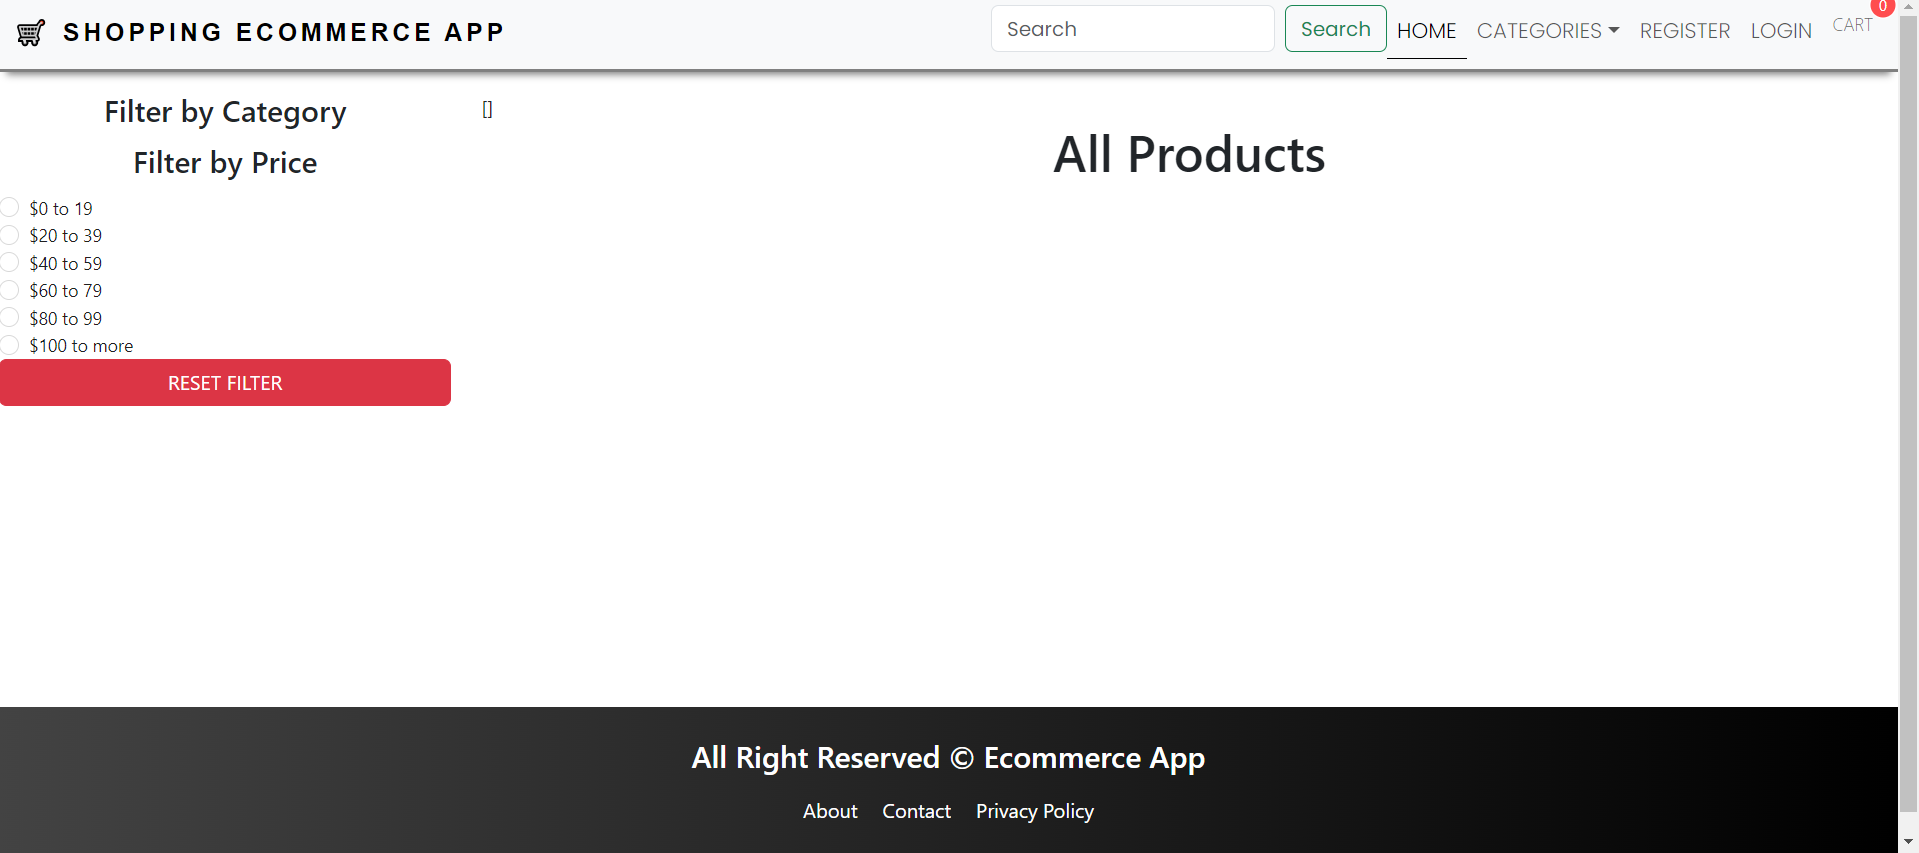 SHOPPING ECOMMERCE APP
Search
Search
HOME
CATEGORIES
REGISTER
LOGIN
CART
0
Filter by Category
Filter by Price
$0 to 19
$20 to 39
$40 to 59
$60 to 79
$80 to 99
$100 to more
RESET FILTER
[]
All Products
All Right Reserved © Ecommerce App
About Contact Privacy Policy